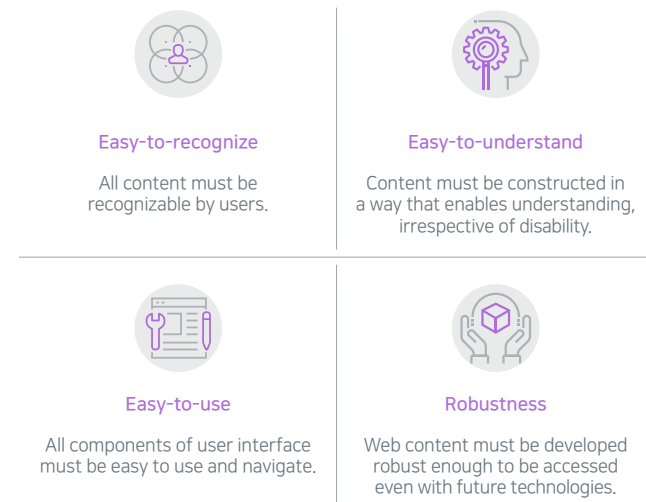 Easy-to-recognize
All content must be
recognizable by users.
Easy-to-understand
Content must be constructed in
a way that enables understanding,
irrespective of disability.
Easy-to-use
All components of user interface
must be easy to use and navigate.
Robustness
Web content must be developed
robust enough to be accessed
even with future technologies.